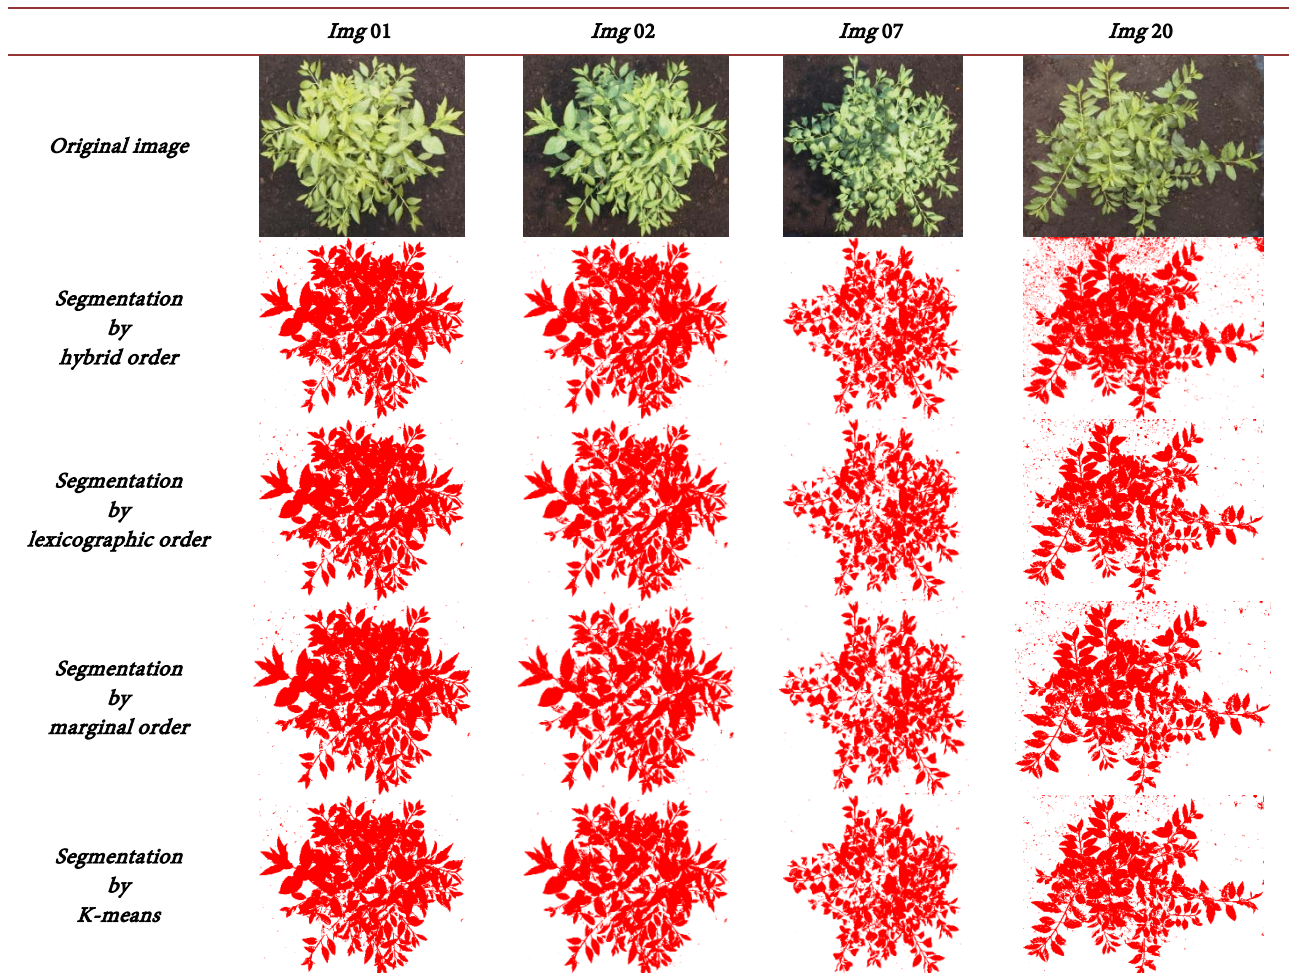 Img 01 Img 02 Img 07 Img 20
Original image
Segmentation
by
hybrid order
Segmentation
by
lexicographic order
Segmentation
by
marginal order
Segmentation
by
K-means